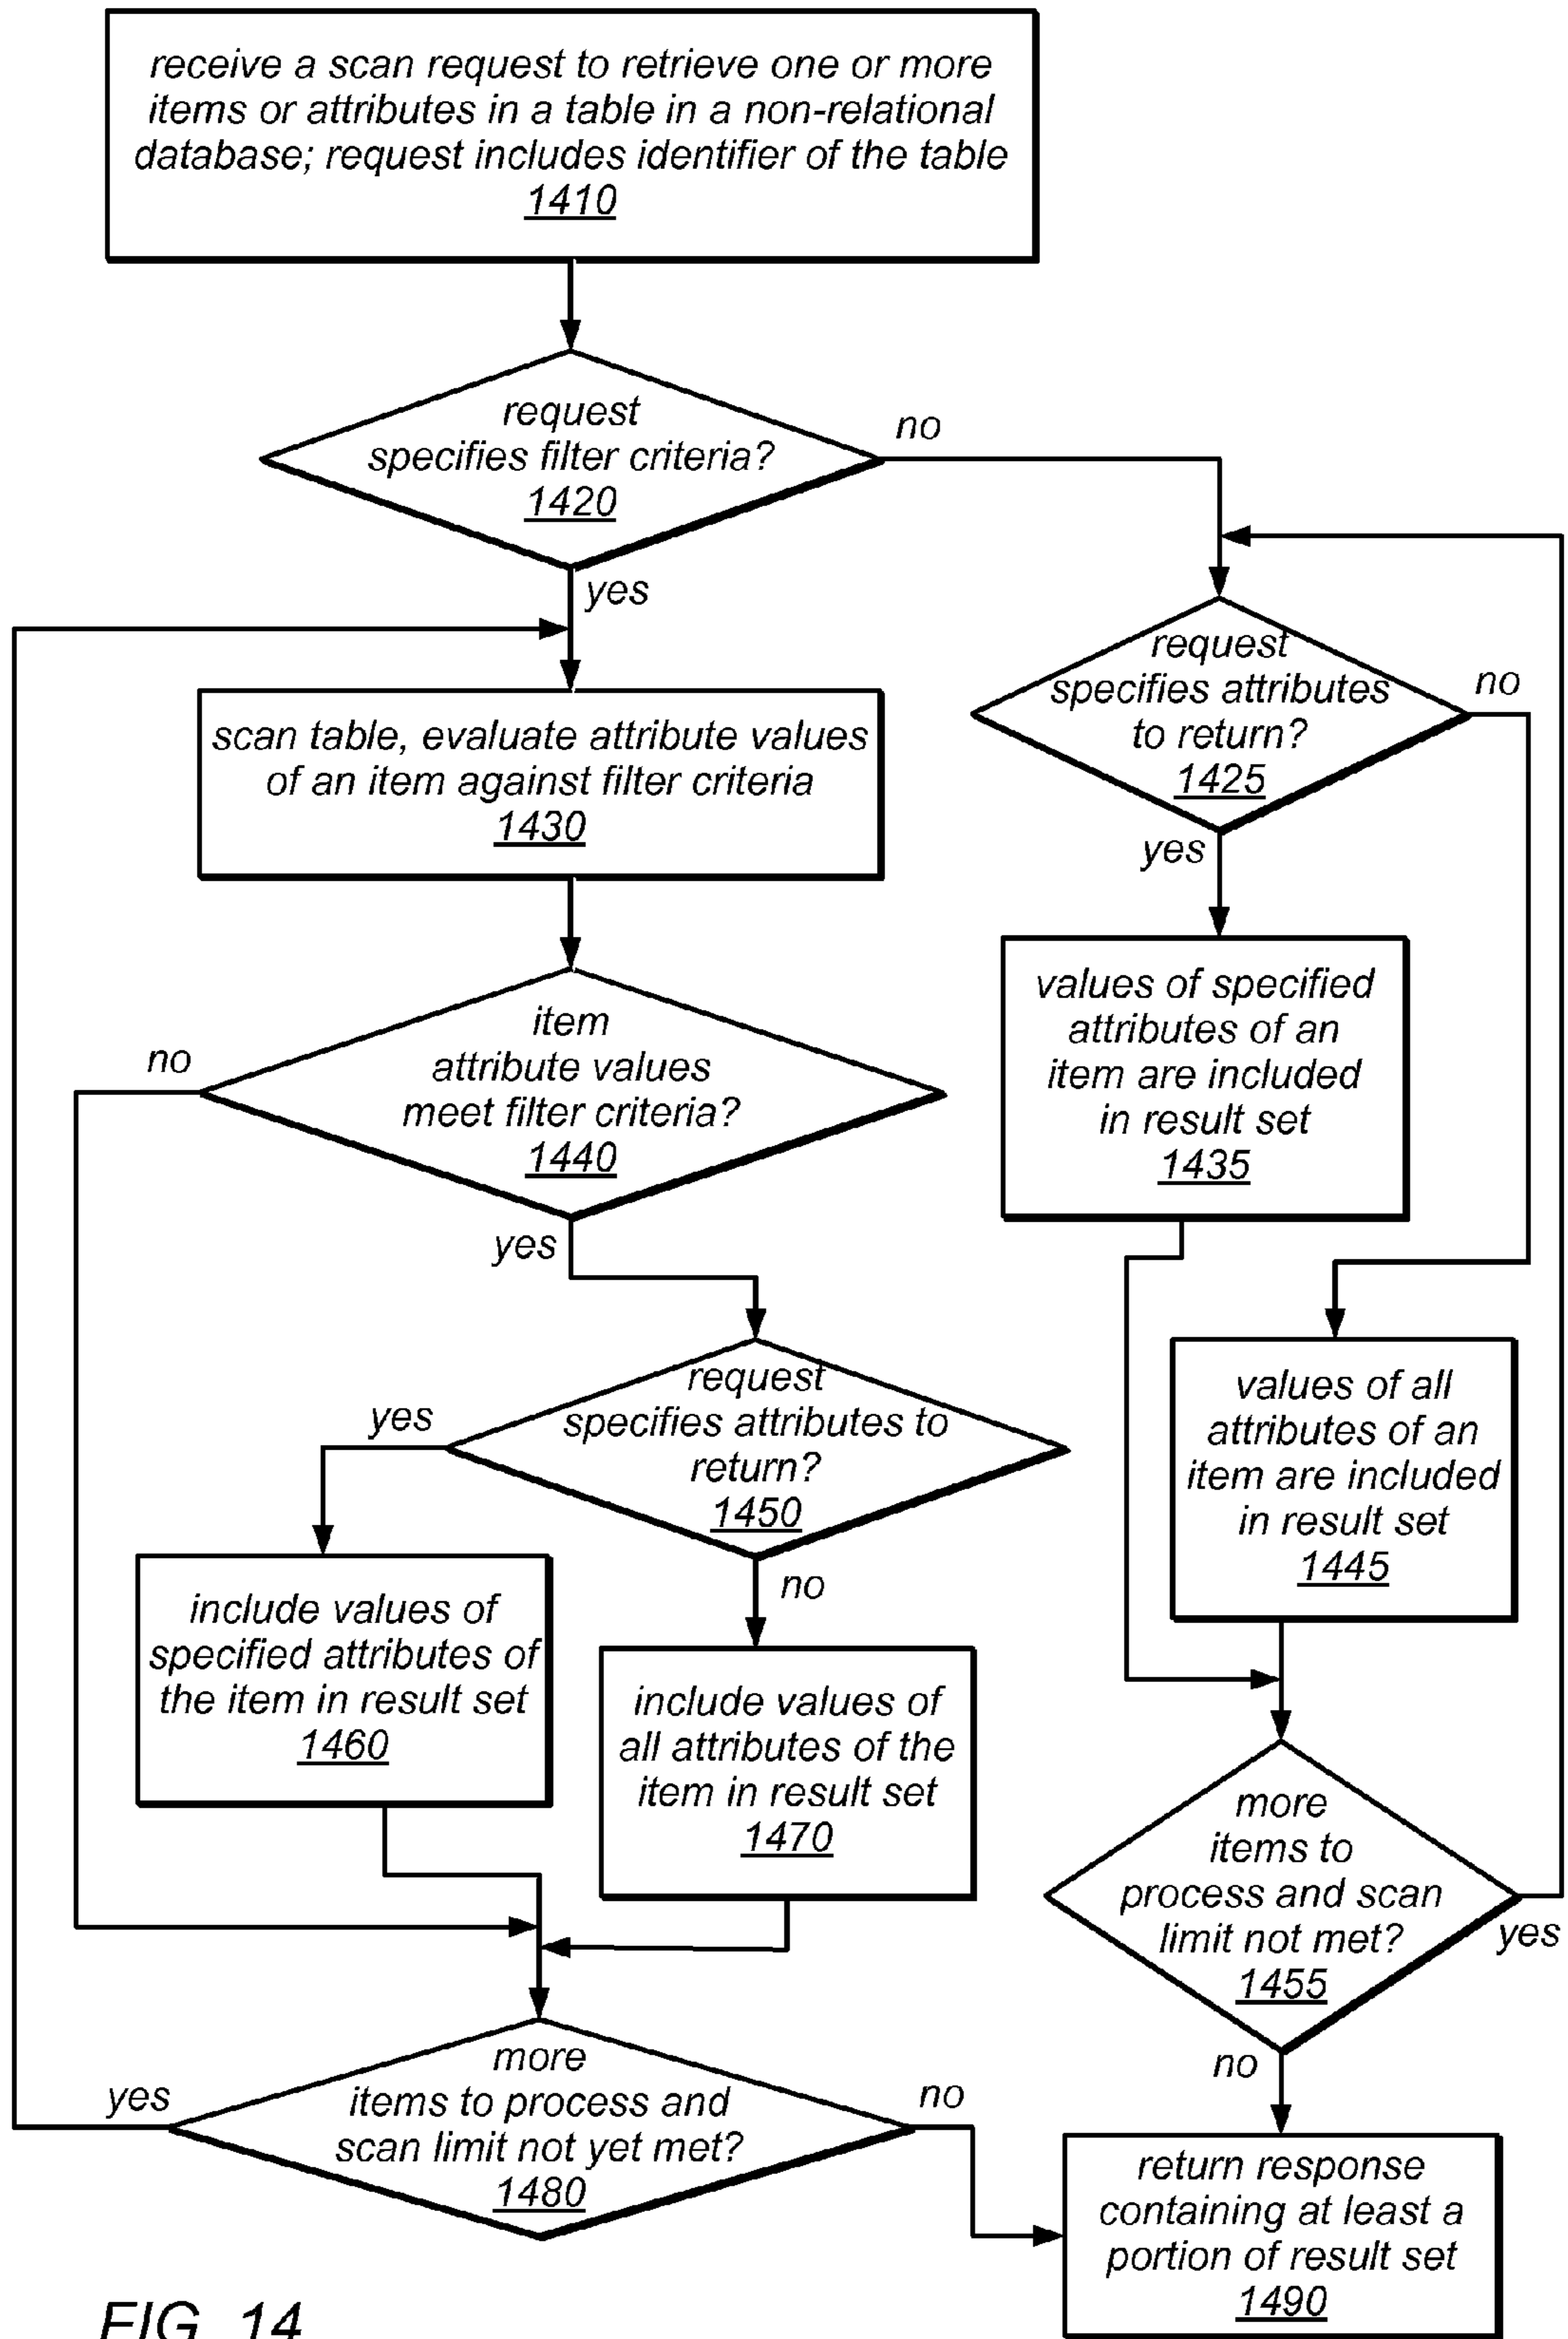 receive a scan request to retrieve one or more
items or attributes in a table in a non-relational
database; request includes identifier of the table
1410
request
specifies filter criteria?
1420
no
yes
request
specifies attributes
to return?
1425
no
yes
scan table, evaluate attribute values
of an item against filter criteria
1430
values of specified
attributes of an
item are included
in result set
1435
item
attribute values
meet filter criteria?
1440
no
yes
request
specifies attributes to
return?
1450
yes
no
values of all
attributes of an
item are included
in result set
1445
include values of
specified attributes of
the item in result set
1460
include values of
all attributes of the
item in result set
1470
more
items to
process and scan
limit not met?
1455
yes
no
more
items to process and
scan limit not yet met?
1480
yes
no
return response
containing at least a
portion of result set
1490
FIG. 14